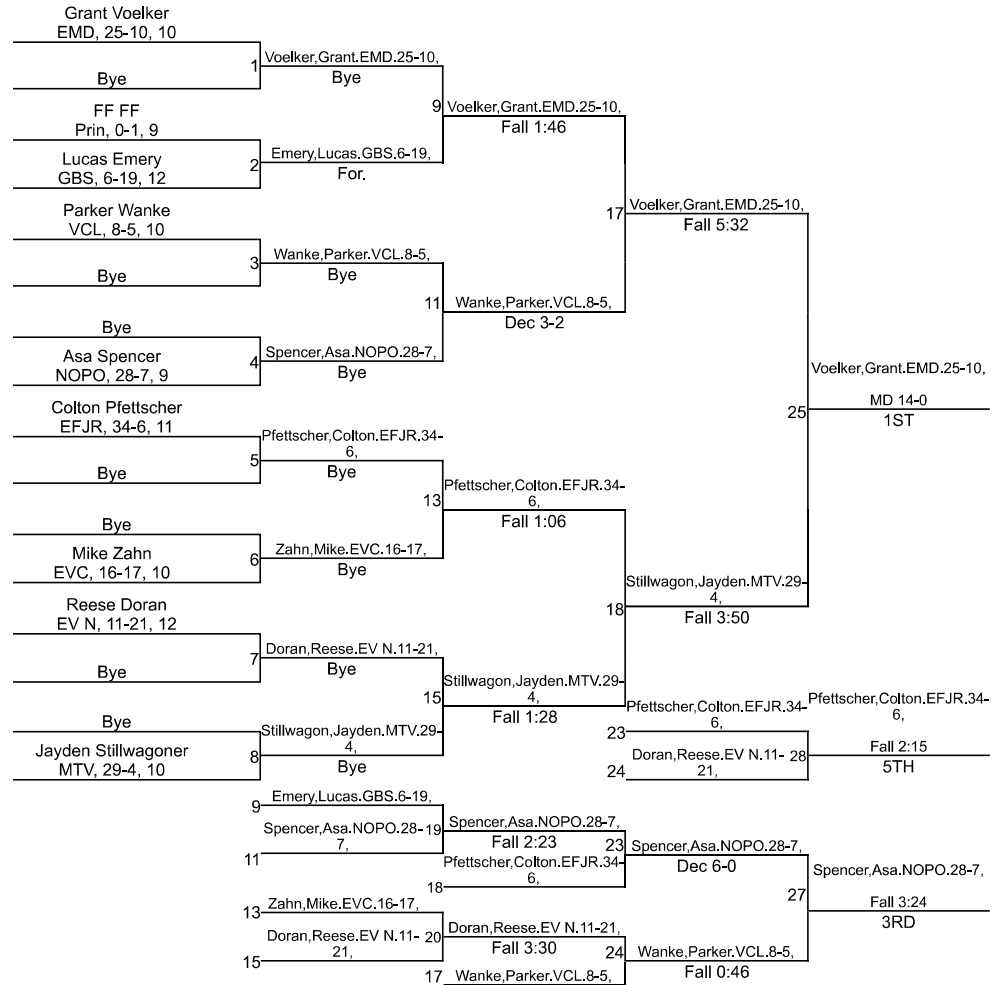 Grant Voelker
EMD, 25-10, 10
Bye
1
Voelker,Grant.EMD.25-10,
Bye
FF FF
Prin, 0-1, 9
Lucas Emery
GBS, 6-19, 12
2
Emery,Lucas.GBS.6-19,
For.
9
Voelker,Grant.EMD.25-10,
Fall 1:46
Parker Wanke
VCL, 8-5, 10
Bye
3
Wanke,Parker.VCL.8-5,
Bye
Bye
Asa Spencer
NOPO, 28-7, 9
4
Spencer,Asa.NOPO.28-7,
Bye
11
Wanke,Parker.VCL.8-5,
Dec 3-2
17
Voelker,Grant.EMD.25-10,
Fall 5:32
Colton Pfettscher
EFJR, 34-6, 11
Bye
5
Pfettscher,Colton.EFJR.34-
6,
Bye
Bye
Mike Zahn
EVC, 16-17, 10
6
Zahn,Mike.EVC.16-17,
Bye
13
Pfettscher,Colton.EFJR.34-
6,
Fall 1:06
Reese Doran
EV N, 11-21, 12
Bye
7
Doran,Reese.EV N.11-21,
Bye
Bye
Jayden Stillwagoner
MTV, 29-4, 10
8
Stillwagon,Jayden.MTV.29-
4,
Bye
15
Stillwagon,Jayden.MTV.29-
4,
Fall 1:28
18
Stillwagon,Jayden.MTV.29-
4,
Fall 3:50
25
Voelker,Grant.EMD.25-10,
MD 14-0
1ST
23
Pfettscher,Colton.EFJR.34-
6,
24
Doran,Reese.EV N.11-
21,
28
Pfettscher,Colton.EFJR.34-
6,
Fall 2:15
5TH
9
Emery,Lucas.GBS.6-19,
11
Spencer,Asa.NOPO.28-
7,
19
Spencer,Asa.NOPO.28-7,
Fall 2:23
18
Pfettscher,Colton.EFJR.34-
6,
23
Spencer,Asa.NOPO.28-7,
Dec 6-0
13
Zahn,Mike.EVC.16-17,
15
Doran,Reese.EV N.11-
21,
20
Doran,Reese.EV N.11-21,
Fall 3:30
17
Wanke,Parker.VCL.8-5,
24
Wanke,Parker.VCL.8-5,
Fall 0:46
27
Spencer,Asa.NOPO.28-7,
Fall 3:24
3RD